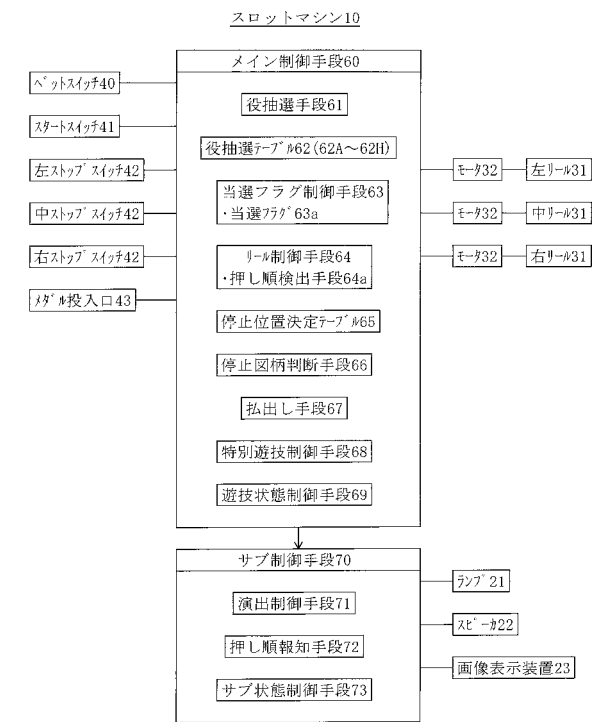 スロットマシン10
メイン制御手段60
ベットスイッチ40
スタートスイッチ41
左ストップスイッチ42
中ストップスイッチ42
右ストップスイッチ42
メダル投入口43
役抽選手段61
役抽選テーブル62(62A～62H)
当選フラグ制御手段63
・当選フラグ63a
リール制御手段64
・押し順検出手段64a
停止位置決定テーブル65
停止図柄判断手段66
払出し手段67
特別遊技制御手段68
遊技状態制御手段69
モータ32
左リール31
モータ32
中リール31
モータ32
右リール31
サブ制御手段70
演出制御手段71
押し順報知手段72
サブ状態制御手段73
ランプ21
スピーカ22
画像表示装置23